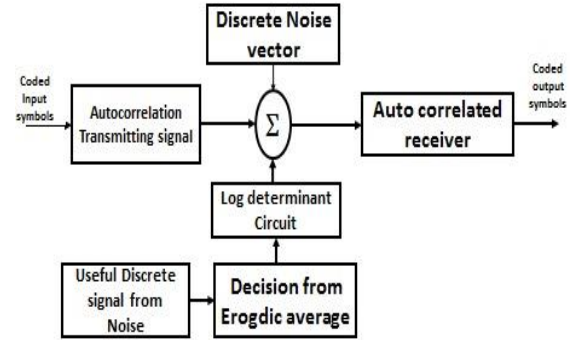 Discrete Noise
vector
Coded
Input
symbols
Autocorrelation
Transmitting signal
Σ
Auto correlated
receiver
Coded
output
symbols
Log determinant
Circuit
Useful Discrete
signal from
Noise
Decision from
Erogdic average